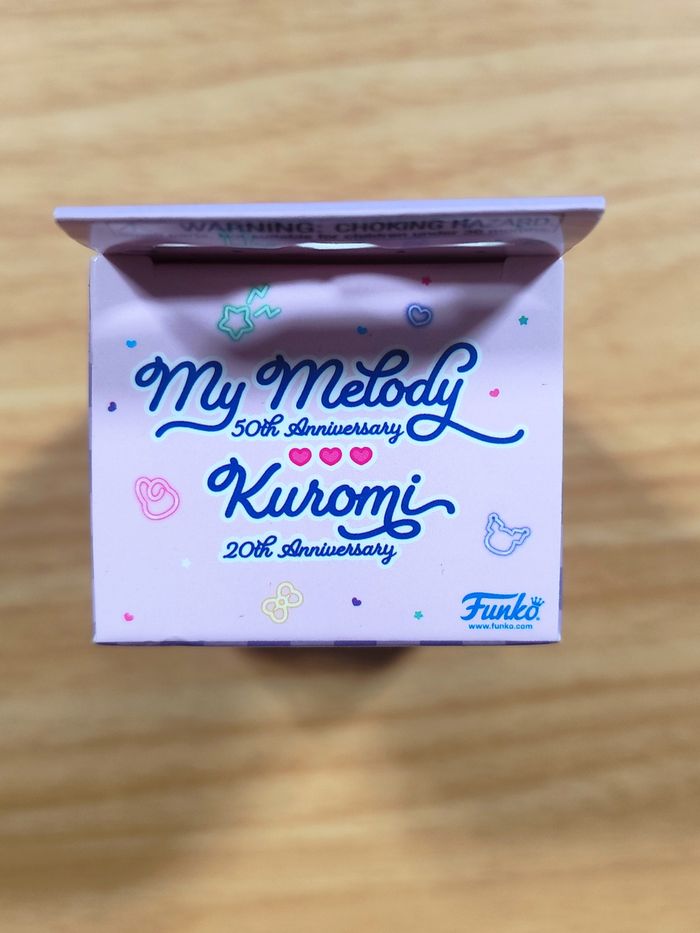 WARNING: CHOKING HAZARD
My Melody
50th Anniversary
Kuromi
20th Anniversary
Funko
www.funko.com